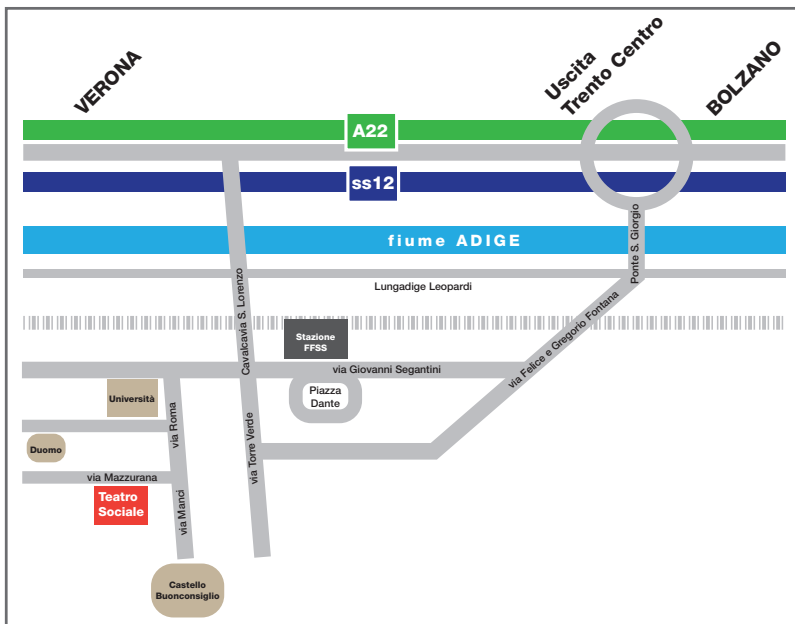 VERONA
Uscita
Trento Centro
BOLZANO
A22
ss12
fiume ADIGE
Ponte S. Giorgio
Lungadige Leopardi
Cavalcavia S. Lorenzo
Stazione
FFSS
via Giovanni Segantini
via Felice e Gregorio Fontana
Piazza
Dante
Università
via Roma
via Torre Verde
Duomo
via Mazzurana
Teatro
Sociale
via Manci
Castello
Buonconsiglio